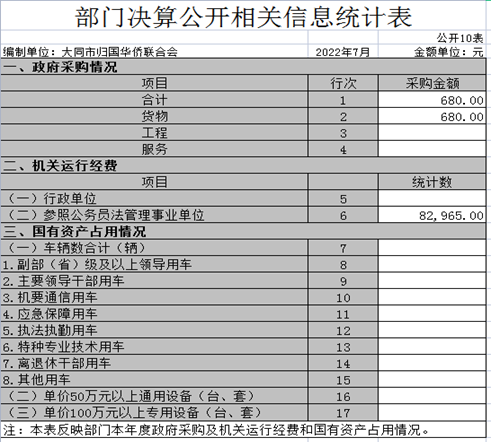 部门决算公开相关信息统计表
公开10表
编制单位：大同市归国华侨联合会 2022年7月 金额单位：元
一、政府采购情况
项目 行次 采购金额
合计 1 680.00
货物 2 680.00
工程 3
服务 4
二、机关运行经费
项目 统计数
（一）行政单位 5
（二）参照公务员法管理事业单位 6 82,965.00
三、国有资产占用情况
（一）车辆数合计（辆） 7
1.副部（省）级及以上领导用车 8
2.主要领导干部用车 9
3.机要通信用车 10
4.应急保障用车 11
5.执法执勤用车 12
6.特种专业技术用车 13
7.离退休干部用车 14
8.其他用车 15
（二）单价50万元以上通用设备（台、套） 16
（三）单价100万元以上专用设备（台、套） 17
注：本表反映部门本年度政府采购及机关运行经费和国有资产占用情况。